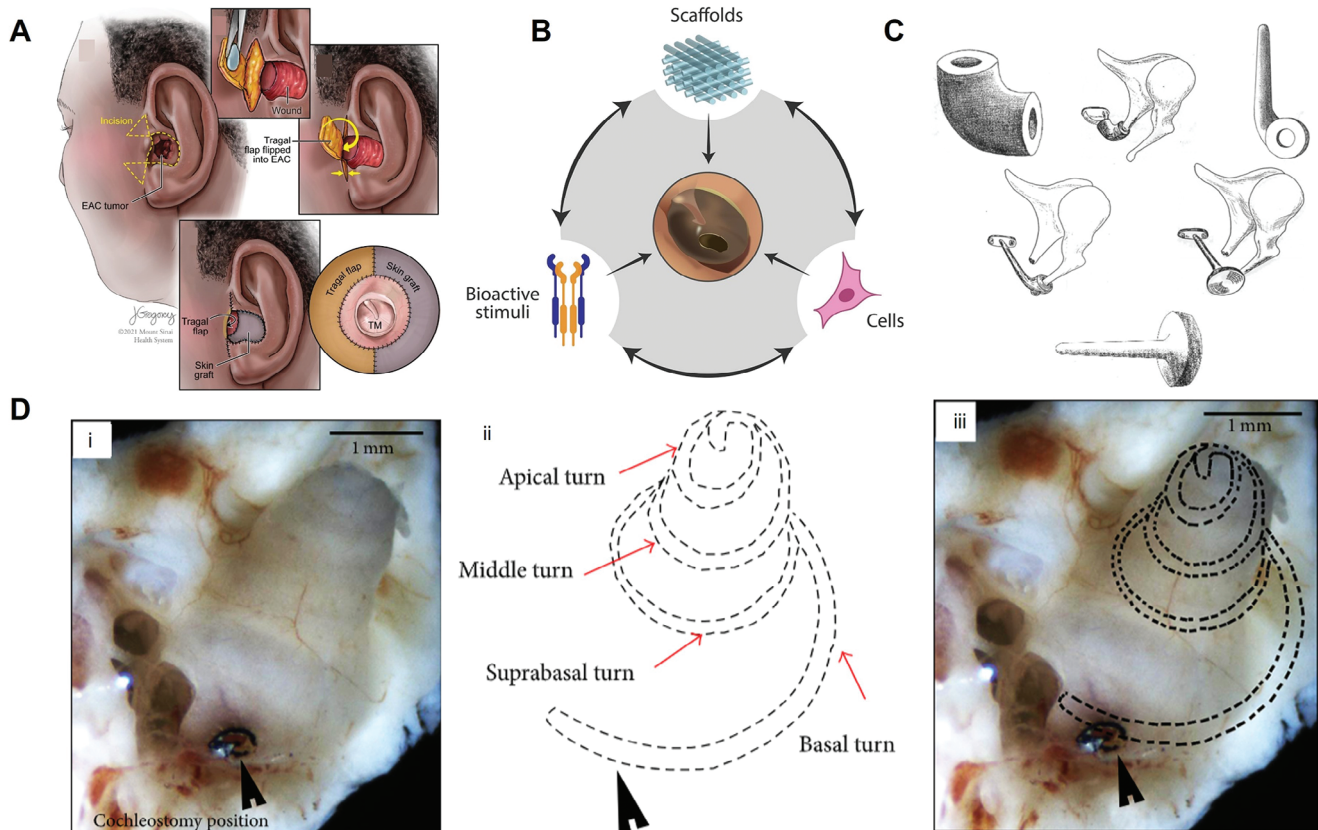 A
Incision
EAC tumor
Wound
Tragal
flap flipped
into EAC
JGregory
©2021 Mount Sinai
Health System
Tragal
flap
Skin
graft
Tragal flap
Skin graft
TM
B
Scaffolds
Bioactive
stimuli
Cells
C
D
i
1 mm
Cochleostomy position
ii
Apical turn
Middle turn
Suprabasal turn
Basal turn
iii
1 mm